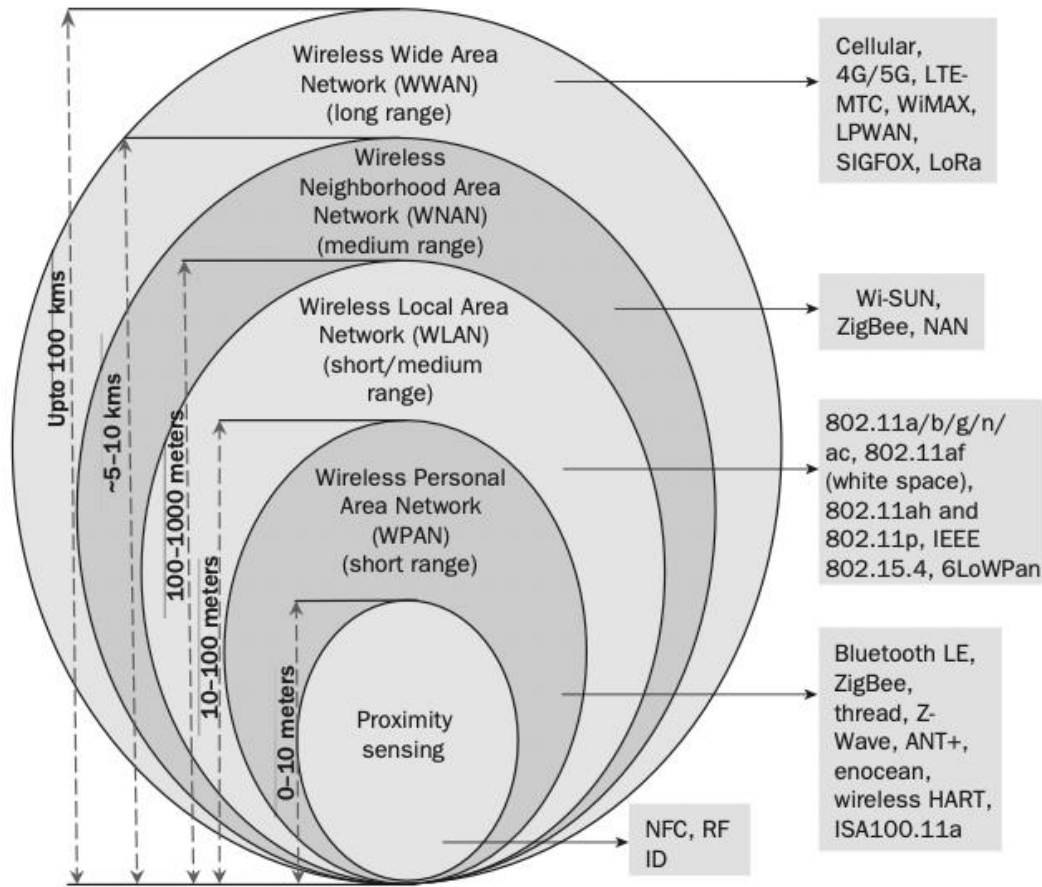 Wireless Wide Area
Network (WWAN)
(long range)
Wireless
Neighborhood Area
Network (WNAN)
(medium range)
Wireless Local Area
Network (WLAN)
(short/medium
range)
Wireless Personal
Area Network
(WPAN)
(short range)
Proximity
sensing
Upto 100 kms
~5–10 kms
100–1000 meters
10–100 meters
0–10 meters
Cellular,
4G/5G, LTE-
MTC, WiMAX,
LPWAN,
SIGFOX, LoRa
Wi-SUN,
ZigBee, NAN
802.11a/b/g/n/
ac, 802.11af
(white space),
802.11ah and
802.11p, IEEE
802.15.4, 6LoWPan
Bluetooth LE,
ZigBee,
thread, Z-
Wave, ANT+,
enocean,
wireless HART,
ISA100.11a
NFC, RF
ID